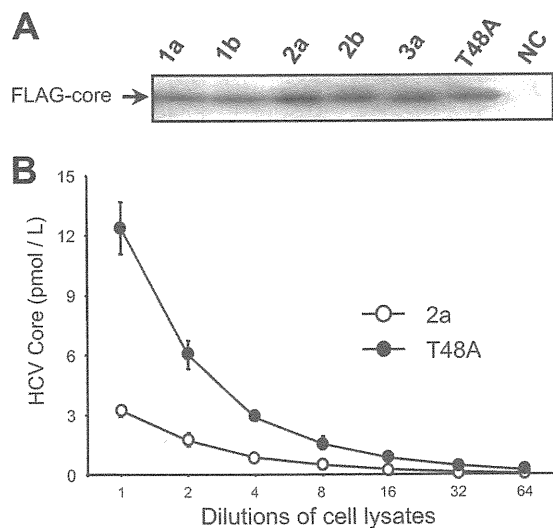 A
1a 1b 2a 2b 3a T48A NC
FLAG-core
B
HCV Core (pmol / L)
15
12
9
6
3
0
2a
T48A
1 2 4 8 16 32 64
Dilutions of cell lysates